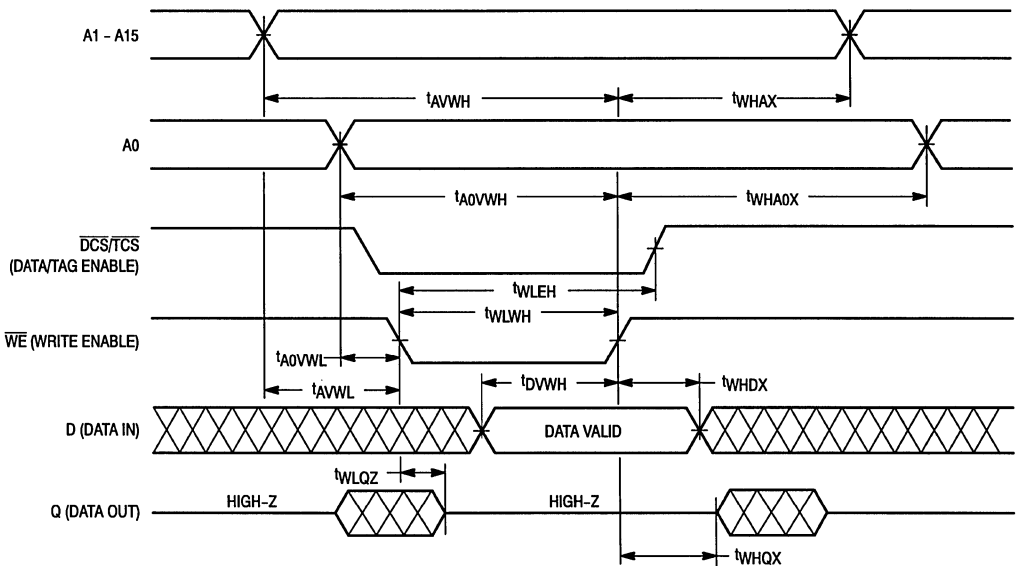 A1 – A15
tAVWH
tWHAX
A0
tA0VWH
tWHA0X
DCS/TCS
(DATA/TAG ENABLE)
tWLEH
tWLWH
WE (WRITE ENABLE)
tA0VWL
tAVWL
tDVWH
tWHDX
D (DATA IN)
DATA VALID
tWLQZ
Q (DATA OUT)
HIGH–Z
HIGH–Z
tWHQX